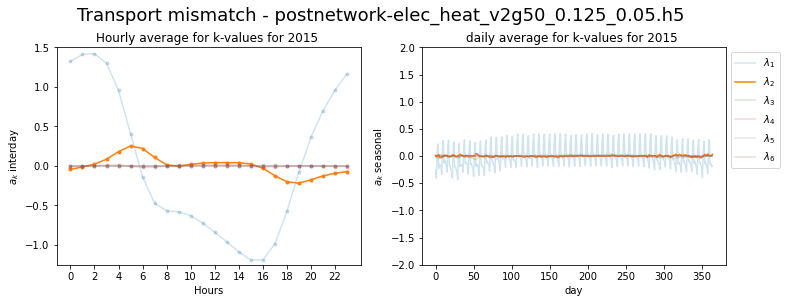 Transport mismatch - postnetwork-elec_heat_v2g50_0.125_0.05.h5
Hourly average for k-values for 2015
a_k interday
1.5
1.0
0.5
0.0
−0.5
−1.0
0 2 4 6 8 10 12 14 16 18 20 22
Hours
daily average for k-values for 2015
a_k seasonal
2.0
1.5
1.0
0.5
0.0
−0.5
−1.0
−1.5
−2.0
0 50 100 150 200 250 300 350
day
λ₁
λ₂
λ₃
λ₄
λ₅
λ₆